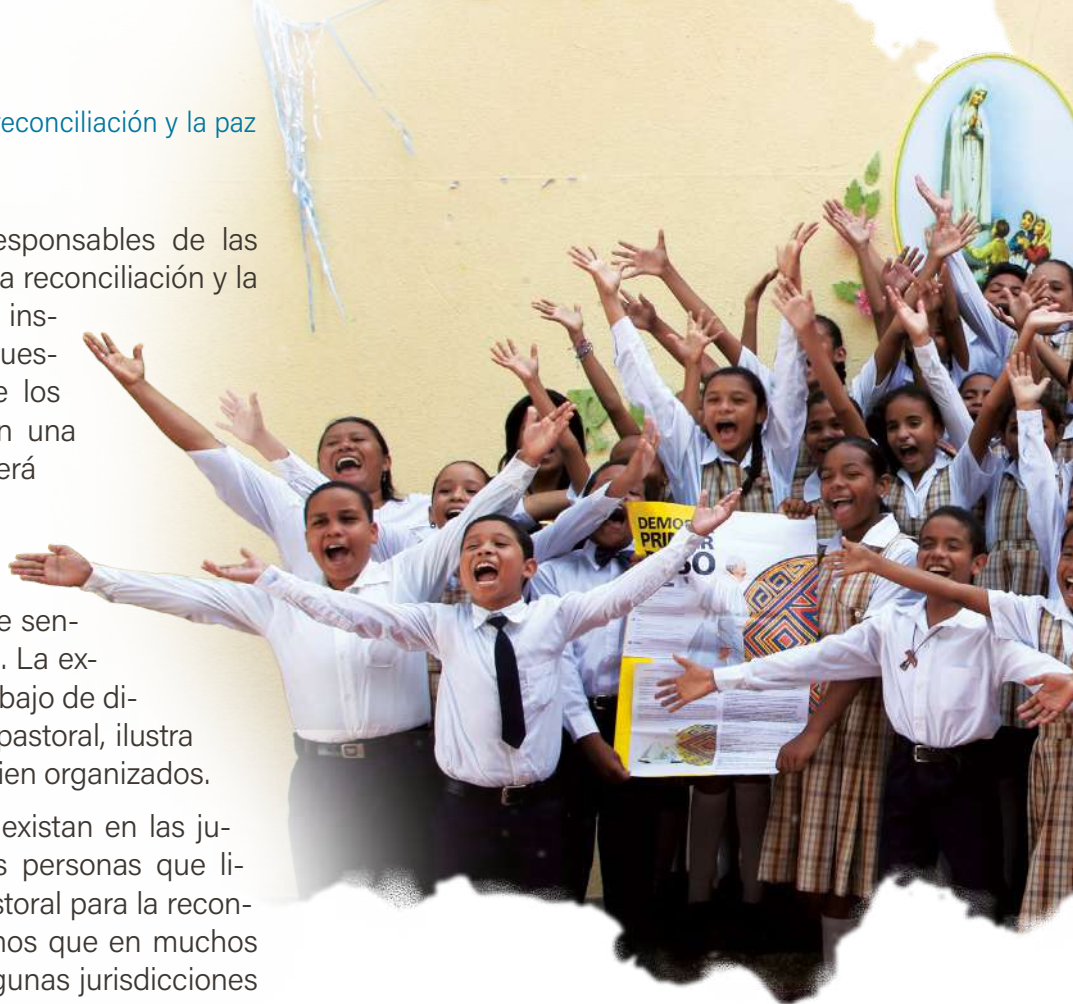 reconciliación y la paz
esponsables de las
a reconciliación y la
ins-
ues-
e los
n una
erá
e sen-
. La ex-
bajo de di-
pastoral, ilustra
ien organizados.
existan en las ju-
s personas que li-
storal para la recon-
nos que en muchos
gunas jurisdicciones
DEMOS